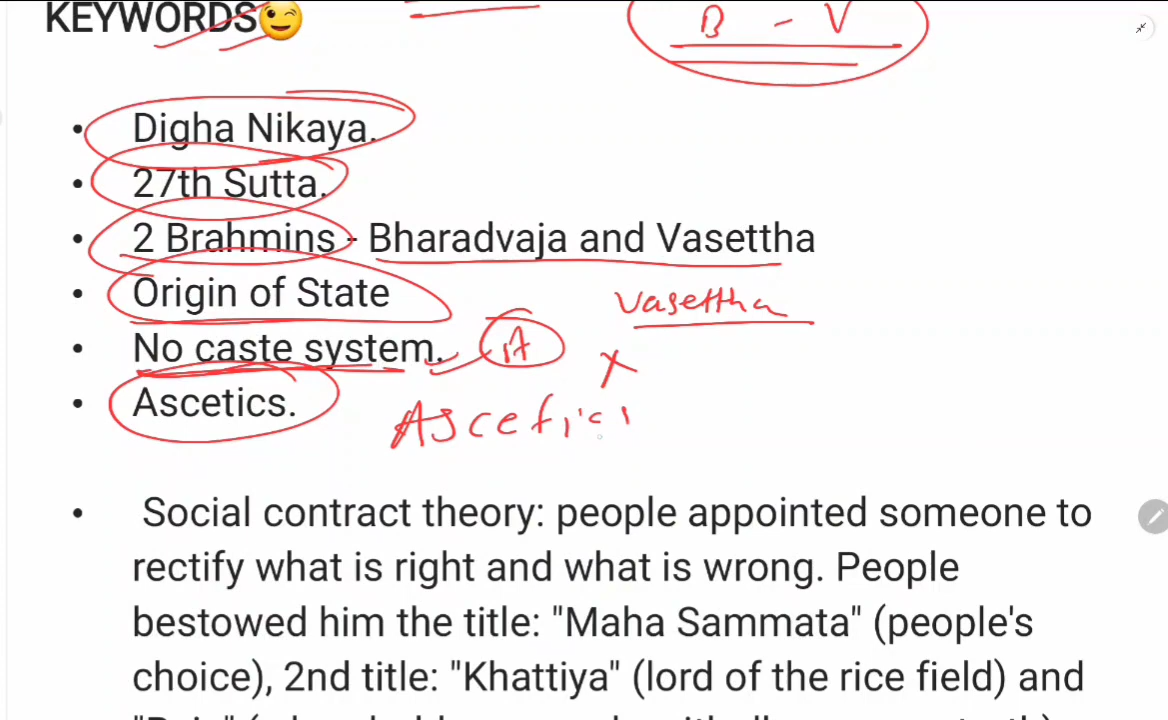 KEYWORDS😉
B - V
• Digha Nikaya.
• 27th Sutta.
• 2 Brahmins - Bharadvaja and Vasettha
• Origin of State
Vasettha
• No caste system. A
x
• Ascetics. Ascetics
• Social contract theory: people appointed someone to
rectify what is right and what is wrong. People
bestowed him the title: "Maha Sammata" (people's
choice), 2nd title: "Khattiya" (lord of the rice field) and